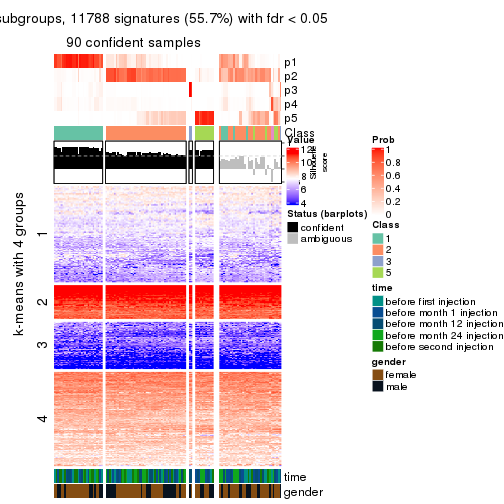 subgroups, 11788 signatures (55.7%) with fdr < 0.05
90 confident samples
p1
p2
p3
p4
p5
Class
k-means with 4 groups
1
2
3
4
time
gender
Value
12
8
6
4
Silhouette
score
Status (barplots)
confident
ambiguous
Prob
1
0.8
0.6
0.4
0.2
0
Class
1
2
3
5
time
before first injection
before month 1 injection
before month 12 injection
before month 24 injection
before second injection
gender
female
male